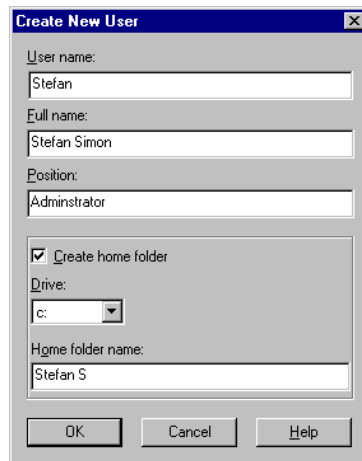 Create New User
User name:
Stefan
Full name:
Stefan Simon
Position:
Adminstrator
Create home folder
Drive:
c:
Home folder name:
Stefan S
OK Cancel Help